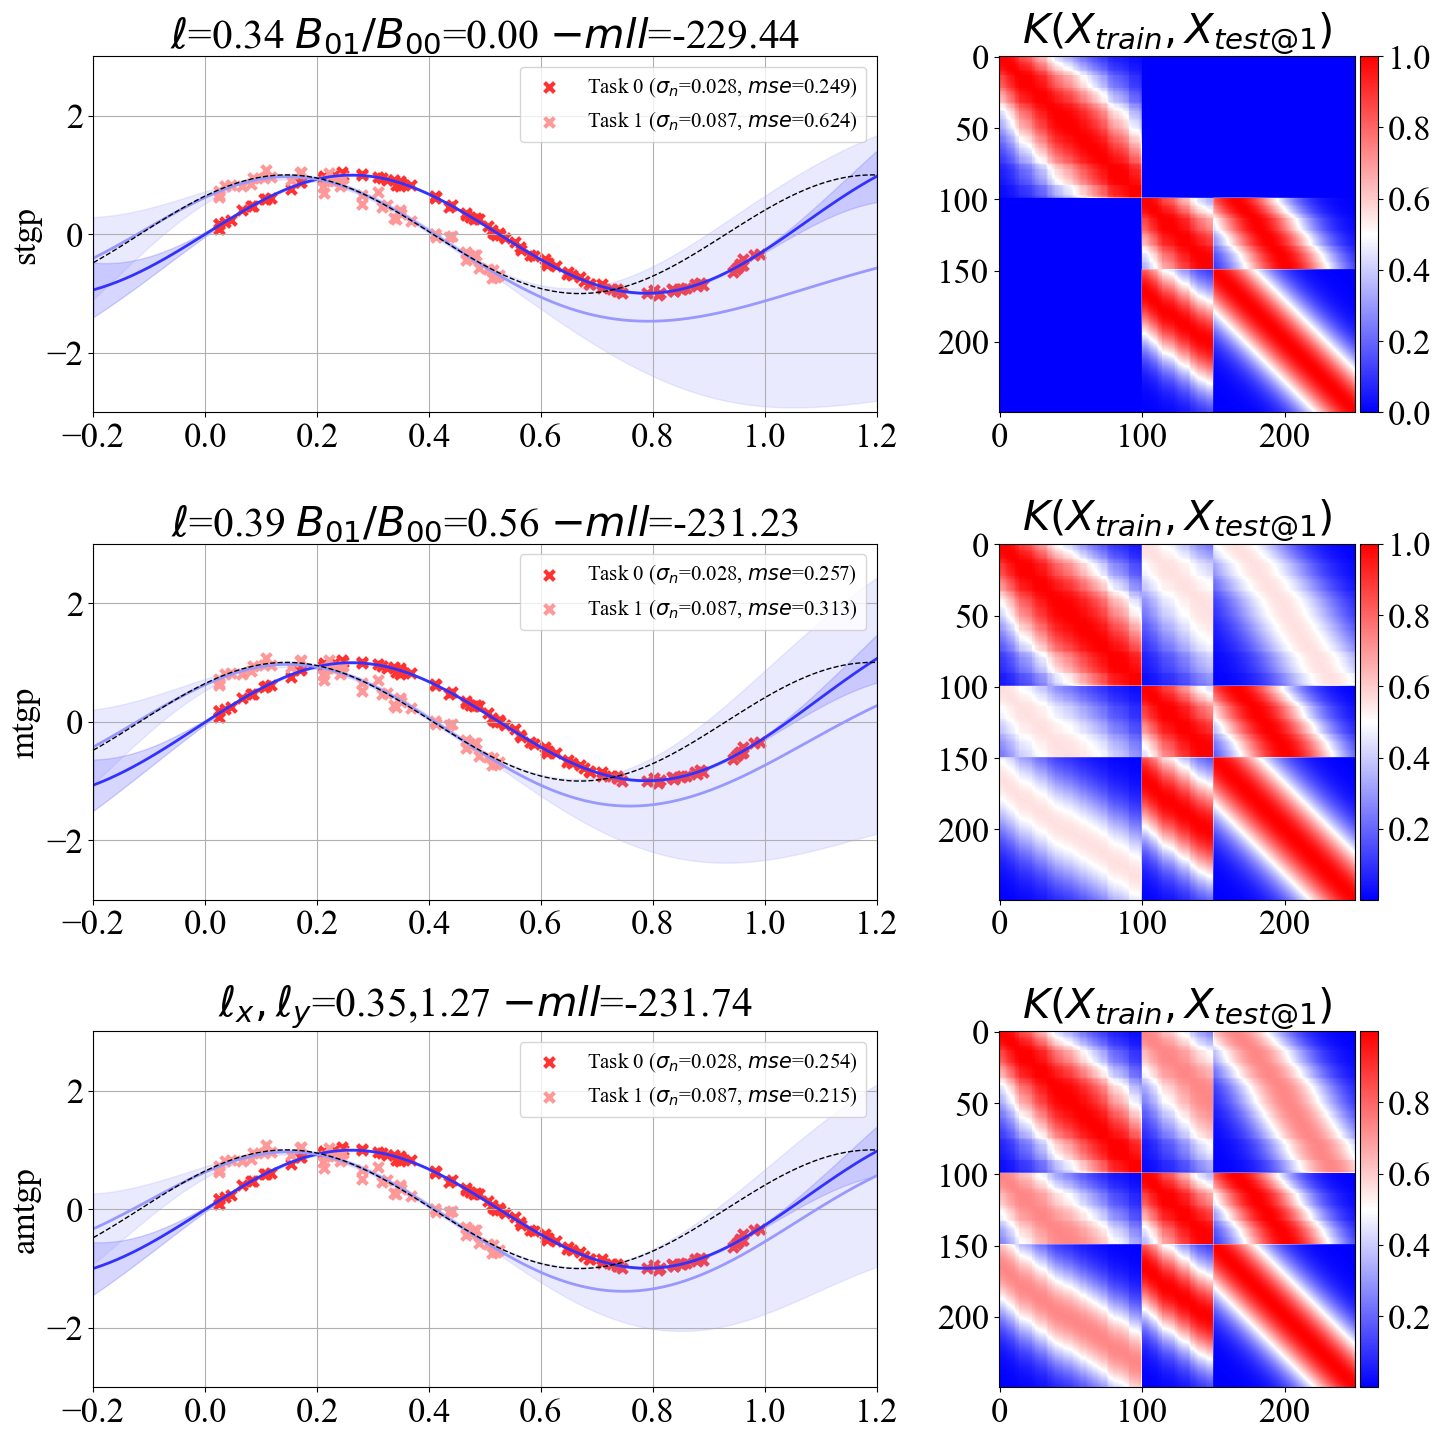 ℓ=0.34 B₀₁/B₀₀=0.00 −mll=-229.44
K(X_train, X_test@1)
Task 0 (σₙ=0.028, mse=0.249)
Task 1 (σₙ=0.087, mse=0.624)
stgp
2
0
−2
−0.2 0.0 0.2 0.4 0.6 0.8 1.0 1.2
0
50
100
150
200
0 100 200
1.0
0.8
0.6
0.4
0.2
0.0
ℓ=0.39 B₀₁/B₀₀=0.56 −mll=-231.23
K(X_train, X_test@1)
Task 0 (σₙ=0.028, mse=0.257)
Task 1 (σₙ=0.087, mse=0.313)
mtgp
2
0
−2
−0.2 0.0 0.2 0.4 0.6 0.8 1.0 1.2
0
50
100
150
200
0 100 200
1.0
0.8
0.6
0.4
0.2
ℓₓ, ℓ_y=0.35,1.27 −mll=-231.74
K(X_train, X_test@1)
Task 0 (σₙ=0.028, mse=0.254)
Task 1 (σₙ=0.087, mse=0.215)
amtgp
2
0
−2
−0.2 0.0 0.2 0.4 0.6 0.8 1.0 1.2
0
50
100
150
200
0 100 200
0.8
0.6
0.4
0.2